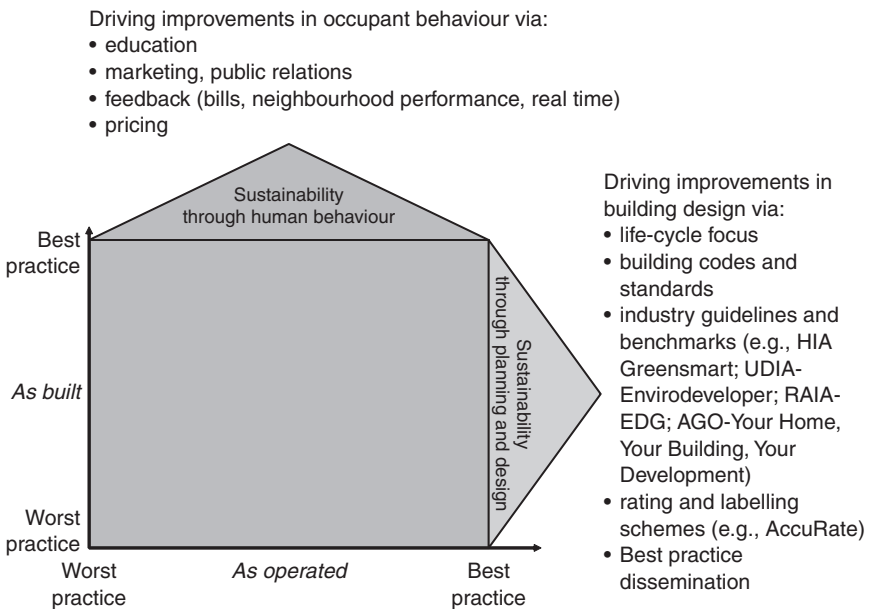 Driving improvements in occupant behaviour via:
• education
• marketing, public relations
• feedback (bills, neighbourhood performance, real time)
• pricing
Sustainability
through human behaviour
Best
practice
As built
Worst
practice
Worst
practice
As operated
Best
practice
Sustainability
through planning and design
Driving improvements in
building design via:
• life-cycle focus
• building codes and
standards
• industry guidelines and
benchmarks (e.g., HIA
Greensmart; UDIA-
Envirodeveloper; RAIA-
EDG; AGO-Your Home,
Your Building, Your
Development)
• rating and labelling
schemes (e.g., AccuRate)
• Best practice
dissemination